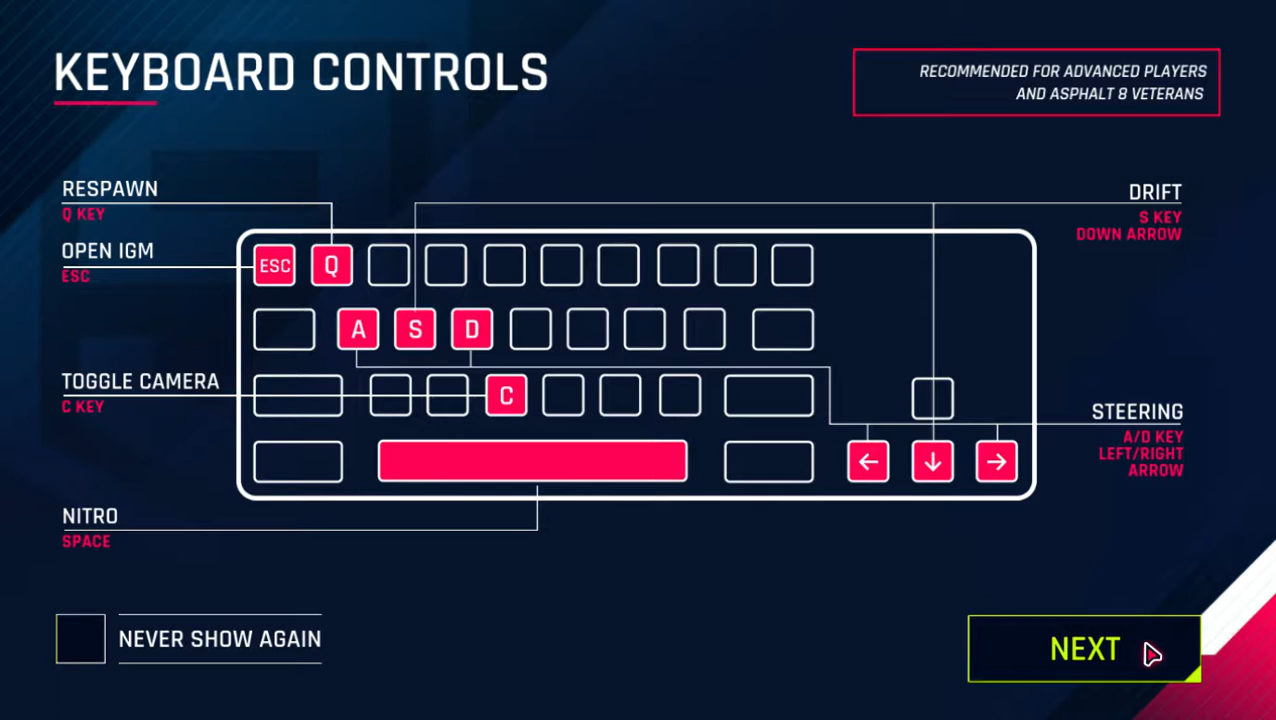 KEYBOARD CONTROLS
RECOMMENDED FOR ADVANCED PLAYERS
AND ASPHALT 8 VETERANS
RESPAWN
Q KEY
OPEN IGM
ESC
TOGGLE CAMERA
C KEY
NITRO
SPACE
ESC Q
A S D
C
← ↓ →
DRIFT
S KEY
DOWN ARROW
STEERING
A/D KEY
LEFT/RIGHT
ARROW
NEVER SHOW AGAIN
NEXT